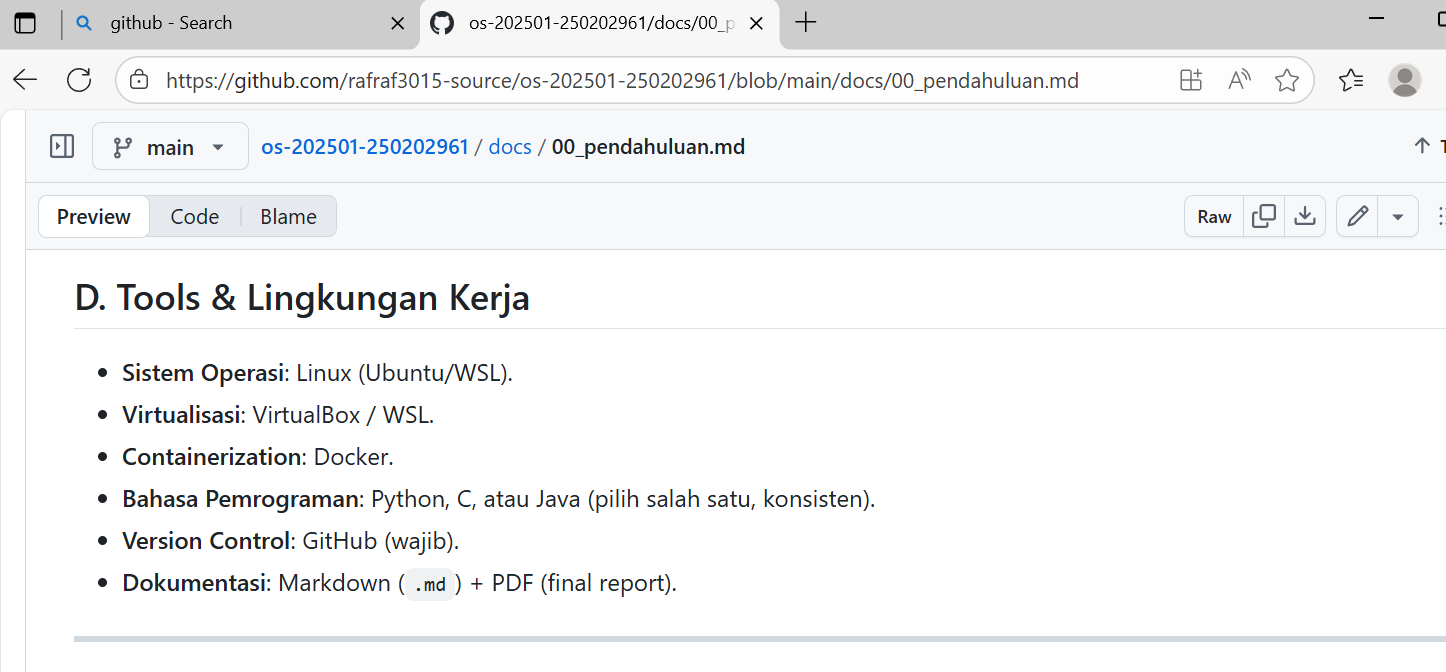 github - Search
os-202501-250202961/docs/00_p
https://github.com/rafraf3015-source/os-202501-250202961/blob/main/docs/00_pendahuluan.md
main os-202501-250202961 / docs / 00_pendahuluan.md
Preview Code Blame Raw
D. Tools & Lingkungan Kerja
Sistem Operasi: Linux (Ubuntu/WSL).
Virtualisasi: VirtualBox / WSL.
Containerization: Docker.
Bahasa Pemrograman: Python, C, atau Java (pilih salah satu, konsisten).
Version Control: GitHub (wajib).
Dokumentasi: Markdown (.md) + PDF (final report).